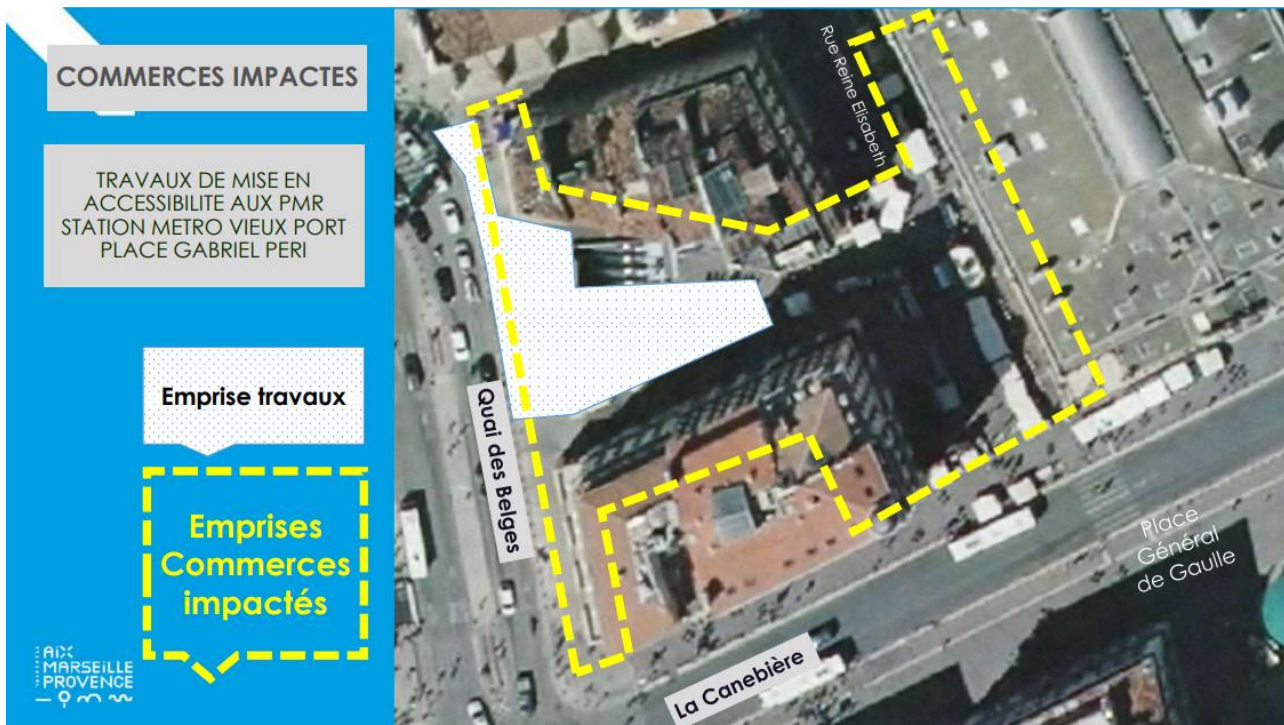 COMMERCES IMPACTES
TRAVAUX DE MISE EN
ACCESSIBILITE AUX PMR
STATION METRO VIEUX PORT
PLACE GABRIEL PERI
Emprise travaux
Emprises
Commerces
impactés
AIX
MARSEILLE
PROVENCE
Rue Reine Elisabeth
Quai des Belges
La Canebière
Place
Général
de Gaulle